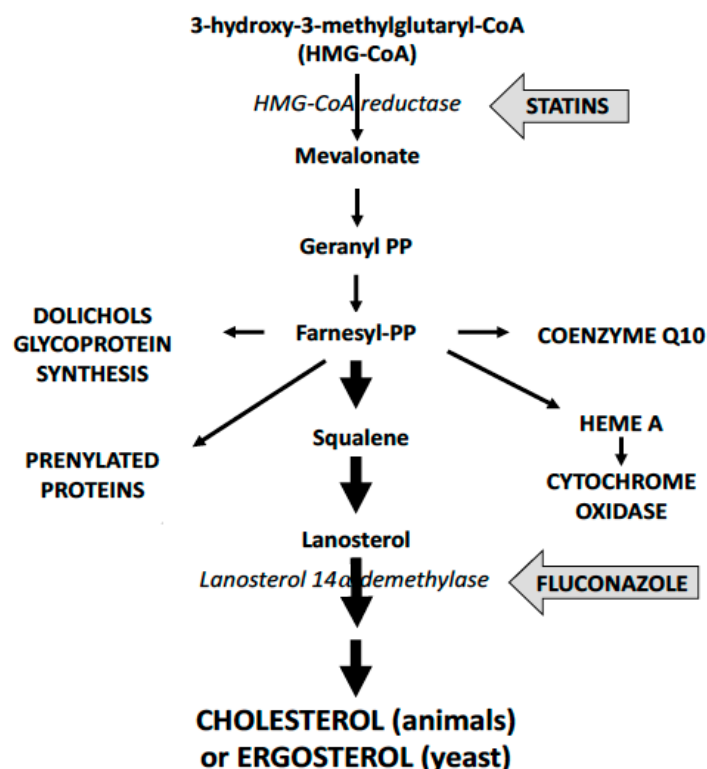 3-hydroxy-3-methylglutaryl-CoA
(HMG-CoA)
HMG-CoA reductase
STATINS
Mevalonate
Geranyl PP
DOLICHOLS
GLYCOPROTEIN
SYNTHESIS
Farnesyl-PP
COENZYME Q10
HEME A
Squalene
PRENYLATED
PROTEINS
CYTOCHROME
OXIDASE
Lanosterol
Lanosterol 14α demethylase
FLUCONAZOLE
CHOLESTEROL (animals)
or ERGOSTEROL (yeast)